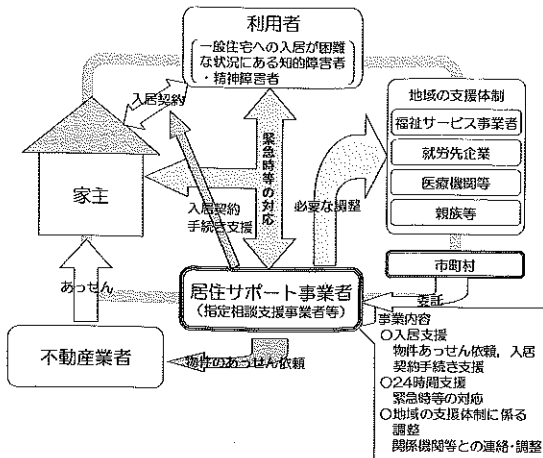 利用者
一般住宅への入居が困難
な状況にある知的障害者
・精神障害者
入居契約
地域の支援体制
福祉サービス事業者
就労先企業
医療機関等
親族等
緊急時等の対応
家主
入居契約
手続き支援
必要な調整
市町村
あっせん
居住サポート事業者
(指定相談支援事業者等)
委託
不動産業者
物件のあっせん依頼
事業内容
○入居支援
物件あっせん依頼，入居
契約手続き支援
○24時間支援
緊急時等の対応
○地域の支援体制に係る
調整
関係機関等との連絡・調整